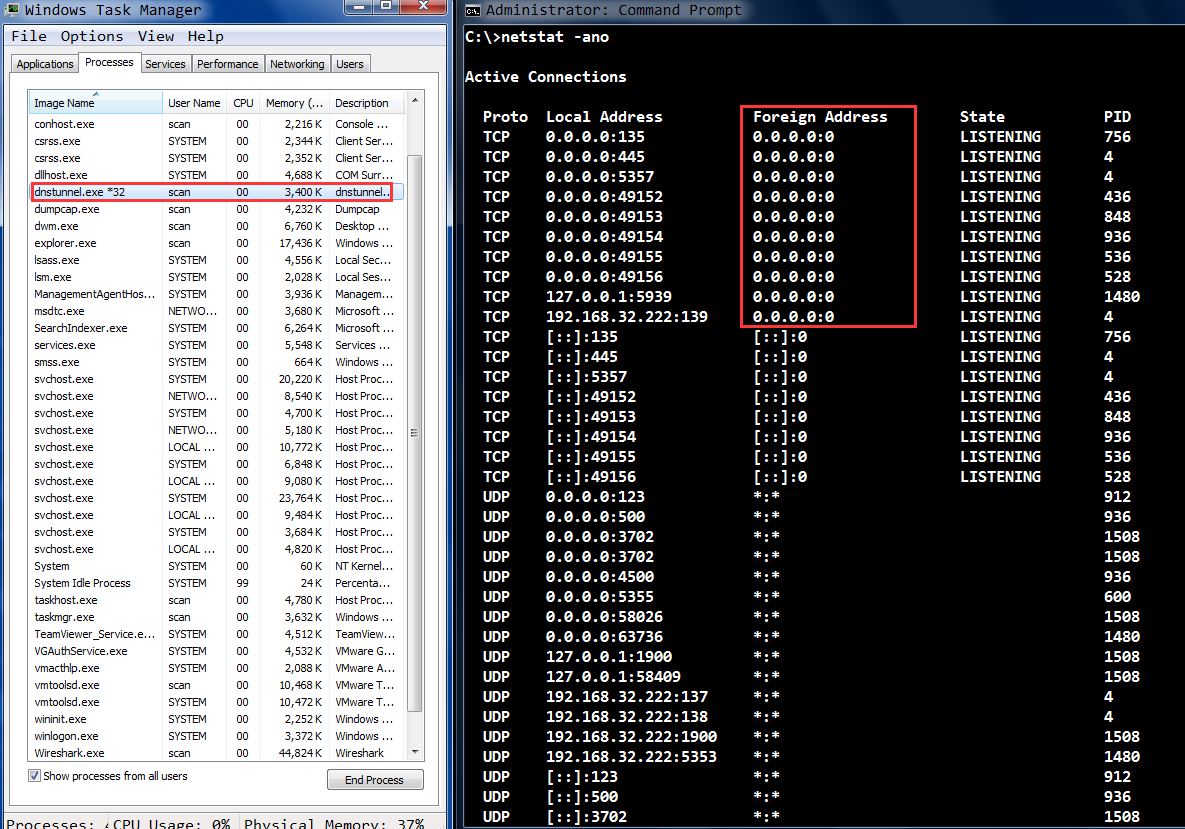 Windows Task Manager
File Options View Help
Applications Processes Services Performance Networking Users
Image Name User Name CPU Memory (... Description
conhost.exe scan 00 2,216 K Console ...
csrss.exe SYSTEM 00 2,344 K Client Ser...
csrss.exe SYSTEM 00 2,352 K Client Ser...
dllhost.exe SYSTEM 00 4,688 K COM Surr...
dnstunnel.exe *32 scan 00 3,400 K dnstunnel...
dumpcap.exe scan 00 4,232 K Dumpcap
dwm.exe scan 00 6,760 K Desktop ...
explorer.exe scan 00 17,436 K Windows ...
lsass.exe SYSTEM 00 4,556 K Local Sec...
lsm.exe SYSTEM 00 2,028 K Local Ses...
ManagementAgentHos... SYSTEM 00 3,936 K Managem...
msdtc.exe NETWO... 00 3,680 K Microsoft ...
SearchIndexer.exe SYSTEM 00 6,264 K Microsoft ...
services.exe SYSTEM 00 5,548 K Services ...
smss.exe SYSTEM 00 664 K Windows ...
svchost.exe SYSTEM 00 20,220 K Host Proc...
svchost.exe NETWO... 00 8,540 K Host Proc...
svchost.exe SYSTEM 00 4,700 K Host Proc...
svchost.exe NETWO... 00 5,180 K Host Proc...
svchost.exe LOCAL ... 00 10,772 K Host Proc...
svchost.exe SYSTEM 00 6,848 K Host Proc...
svchost.exe LOCAL ... 00 9,080 K Host Proc...
svchost.exe SYSTEM 00 23,764 K Host Proc...
svchost.exe LOCAL ... 00 9,484 K Host Proc...
svchost.exe SYSTEM 00 3,684 K Host Proc...
svchost.exe LOCAL ... 00 4,820 K Host Proc...
System SYSTEM 00 60 K NT Kernel...
System Idle Process SYSTEM 99 24 K Percenta...
taskhost.exe scan 00 4,780 K Host Proc...
taskmgr.exe scan 00 3,632 K Windows ...
TeamViewer_Service.e... SYSTEM 00 4,512 K TeamView...
VGAuthService.exe SYSTEM 00 4,532 K VMware G...
vmacthlp.exe SYSTEM 00 2,088 K VMware A...
vmtoolsd.exe scan 00 10,468 K VMware T...
vmtoolsd.exe SYSTEM 00 10,472 K VMware T...
wininit.exe SYSTEM 00 2,252 K Windows ...
winlogon.exe SYSTEM 00 3,372 K Windows ...
Wireshark.exe scan 00 44,824 K Wireshark
Show processes from all users End Process
Processes: CPU Usage: 0% Physical Memory: 37%
Administrator: Command Prompt
C:\>netstat -ano
Active Connections
Proto Local Address Foreign Address State PID
TCP 0.0.0.0:135 0.0.0.0:0 LISTENING 756
TCP 0.0.0.0:445 0.0.0.0:0 LISTENING 4
TCP 0.0.0.0:5357 0.0.0.0:0 LISTENING 4
TCP 0.0.0.0:49152 0.0.0.0:0 LISTENING 436
TCP 0.0.0.0:49153 0.0.0.0:0 LISTENING 848
TCP 0.0.0.0:49154 0.0.0.0:0 LISTENING 936
TCP 0.0.0.0:49155 0.0.0.0:0 LISTENING 536
TCP 0.0.0.0:49156 0.0.0.0:0 LISTENING 528
TCP 127.0.0.1:5939 0.0.0.0:0 LISTENING 1480
TCP 192.168.32.222:139 0.0.0.0:0 LISTENING 4
TCP [::]:135 [::]:0 LISTENING 756
TCP [::]:445 [::]:0 LISTENING 4
TCP [::]:5357 [::]:0 LISTENING 4
TCP [::]:49152 [::]:0 LISTENING 436
TCP [::]:49153 [::]:0 LISTENING 848
TCP [::]:49154 [::]:0 LISTENING 936
TCP [::]:49155 [::]:0 LISTENING 536
TCP [::]:49156 [::]:0 LISTENING 528
UDP 0.0.0.0:123 *:* 912
UDP 0.0.0.0:500 *:* 936
UDP 0.0.0.0:3702 *:* 1508
UDP 0.0.0.0:3702 *:* 1508
UDP 0.0.0.0:4500 *:* 936
UDP 0.0.0.0:5355 *:* 600
UDP 0.0.0.0:58026 *:* 1508
UDP 0.0.0.0:63736 *:* 1480
UDP 127.0.0.1:1900 *:* 1508
UDP 127.0.0.1:58409 *:* 1508
UDP 192.168.32.222:137 *:* 4
UDP 192.168.32.222:138 *:* 4
UDP 192.168.32.222:1900 *:* 1508
UDP 192.168.32.222:5353 *:* 1480
UDP [::]:123 *:* 912
UDP [::]:500 *:* 936
UDP [::]:3702 *:* 1508